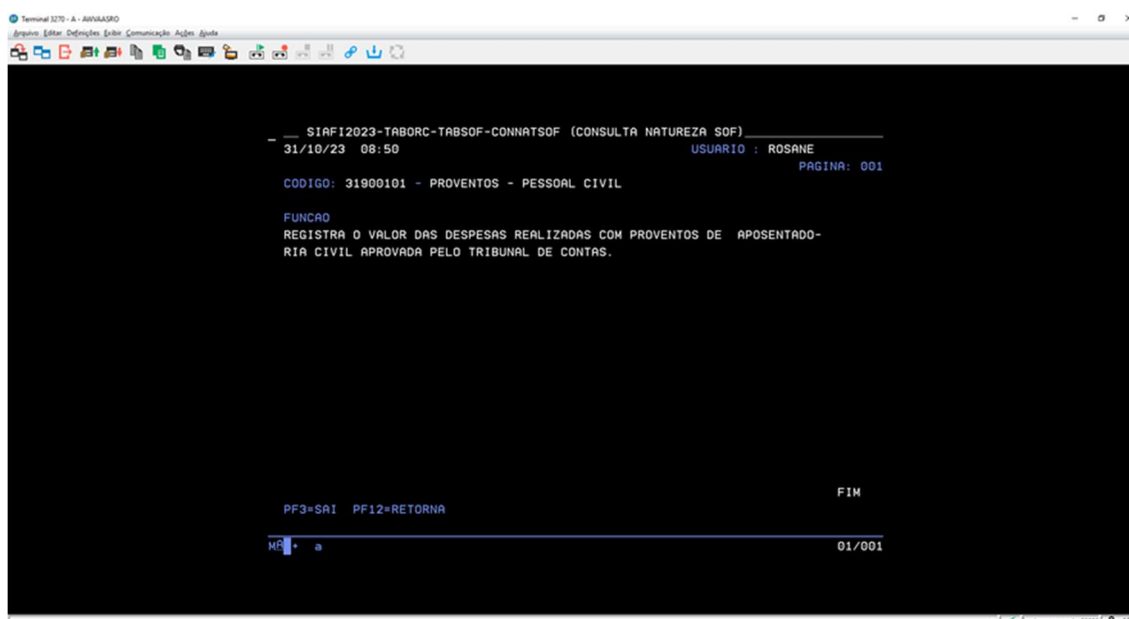 Terminal 3270 - A - AWVAASRO
Arquivo Editar Definições Exibir Comunicação Ações Ajuda
__ SIAFI2023-TABORC-TABSOF-CONNATSOF (CONSULTA NATUREZA SOF)
31/10/23 08:50 USUARIO : ROSANE
PAGINA: 001
CODIGO: 31900101 - PROVENTOS - PESSOAL CIVIL
FUNCAO
REGISTRA O VALOR DAS DESPESAS REALIZADAS COM PROVENTOS DE APOSENTADO-
RIA CIVIL APROVADA PELO TRIBUNAL DE CONTAS.
FIM
PF3=SAI PF12=RETORNA
MA + a 01/001